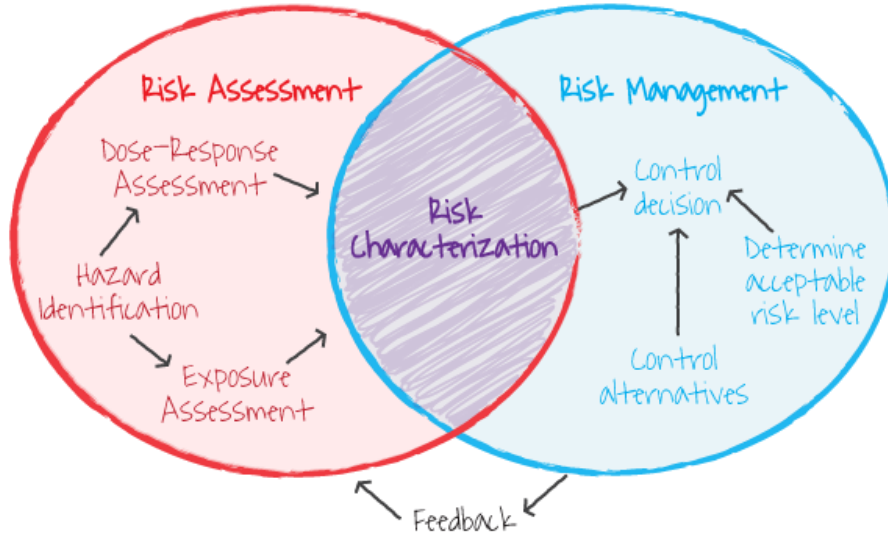 Risk Assessment
Dose-Response
Assessment
Hazard
Identification
Exposure
Assessment
Risk
Characterization
Risk Management
Control
decision
Determine
acceptable
risk level
Control
alternatives
Feedback